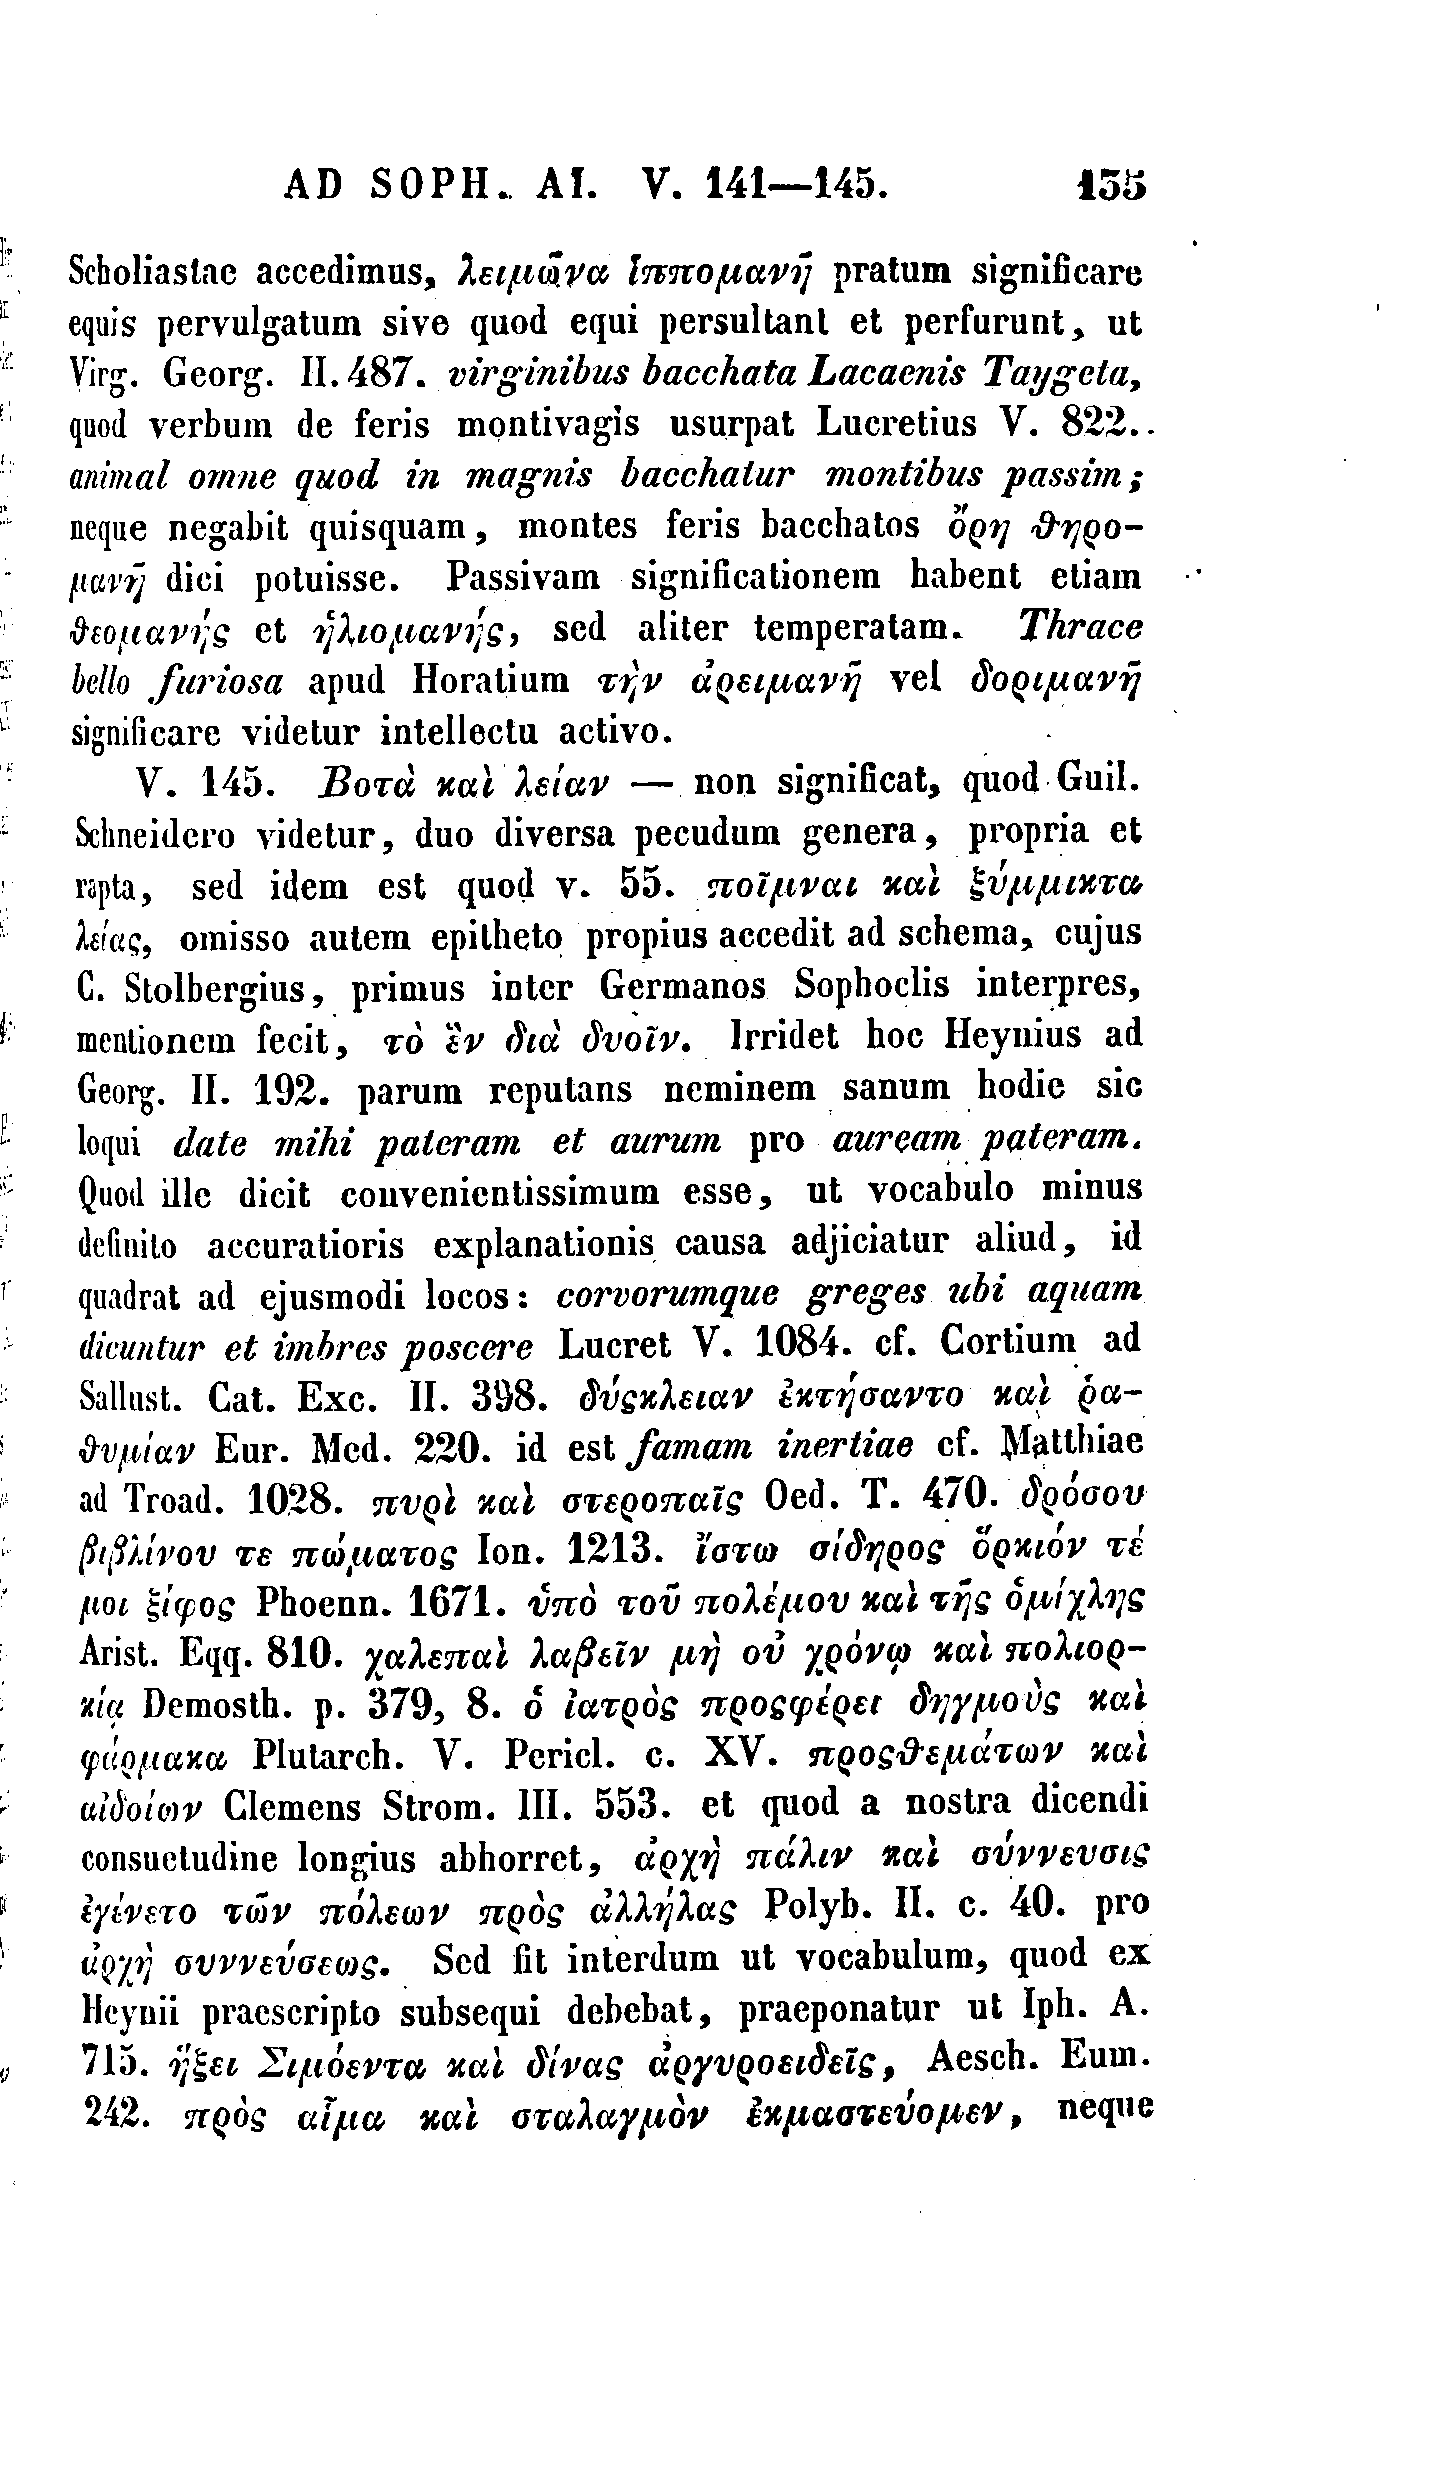 AD SOPH. AI. V. 141—145. 135
Scholiastae accedimus, λειμῶνα ἱππομανῆ pratum significare
equis pervulgatum sive quod equi persultant et perfurunt, ut
Virg. Georg. II. 487. virginibus bacchata Lacaenis Taygeta,
quod verbum de feris montivagis usurpat Lucretius V. 822..
animal omne quod in magnis bacchatur montibus passim;
neque negabit quisquam, montes feris bacchatos ὄρη θηρο-
μανῆ dici potuisse. Passivam significationem habent etiam
θεομανής et ἡλιομανής, sed aliter temperatam. Thrace
bello furiosa apud Horatium τὴν ἀρειμανῆ vel δοριμανῆ
significare videtur intellectu activo.
V. 145. Βοτὰ καὶ λείαν — non significat, quod Guil.
Schneidero videtur, duo diversa pecudum genera, propria et
rapta, sed idem est quod v. 55. ποῖμναι καὶ ξύμμικτα
λείας, omisso autem epitheto propius accedit ad schema, cujus
C. Stolbergius, primus inter Germanos Sophoclis interpres,
mentionem fecit, τὸ ἓν διὰ δυοῖν. Irridet hoc Heynius ad
Georg. II. 192. parum reputans neminem sanum hodie sic
loqui date mihi pateram et aurum pro auream pateram.
Quod ille dicit convenientissimum esse, ut vocabulo minus
definito accuratioris explanationis causa adjiciatur aliud, id
quadrat ad ejusmodi locos: corvorumque greges ubi aquam
dicuntur et imbres poscere Lucret V. 1084. cf. Cortium ad
Sallust. Cat. Exc. II. 398. δύςκλειαν ἐκτήσαντο καὶ ῥα-
θυμίαν Eur. Med. 220. id est famam inertiae cf. Matthiae
ad Troad. 1028. πυρὶ καὶ στεροπαῖς Oed. T. 470. δρόσου
βιβλίνου τε πώματος Ion. 1213. ἴστω σίδηρος ὅρκιόν τέ
μοι ξίφος Phoenn. 1671. ὑπὸ τοῦ πολέμου καὶ τῆς ὁμίχλης
Arist. Eqq. 810. χαλεπαὶ λαβεῖν μὴ οὐ χρόνῳ καὶ πολιορ-
κίᾳ Demosth. p. 379, 8. ὁ ἰατρὸς προςφέρει δηγμοὺς καὶ
φάρμακα Plutarch. V. Pericl. c. XV. προςθεμάτων καὶ
αἰδοίων Clemens Strom. III. 553. et quod a nostra dicendi
consuetudine longius abhorret, ἀρχὴ πάλιν καὶ σύννευσις
ἐγίνετο τῶν πόλεων πρὸς ἀλλήλας Polyb. II. c. 40. pro
ἀρχὴ συννεύσεως. Sed fit interdum ut vocabulum, quod ex
Heynii praescripto subsequi debebat, praeponatur ut Iph. A.
715. ἥξει Σιμόεντα καὶ δίνας ἀργυροειδεῖς, Aesch. Eum.
242. πρὸς αἷμα καὶ σταλαγμὸν ἐκμαστεύομεν, neque